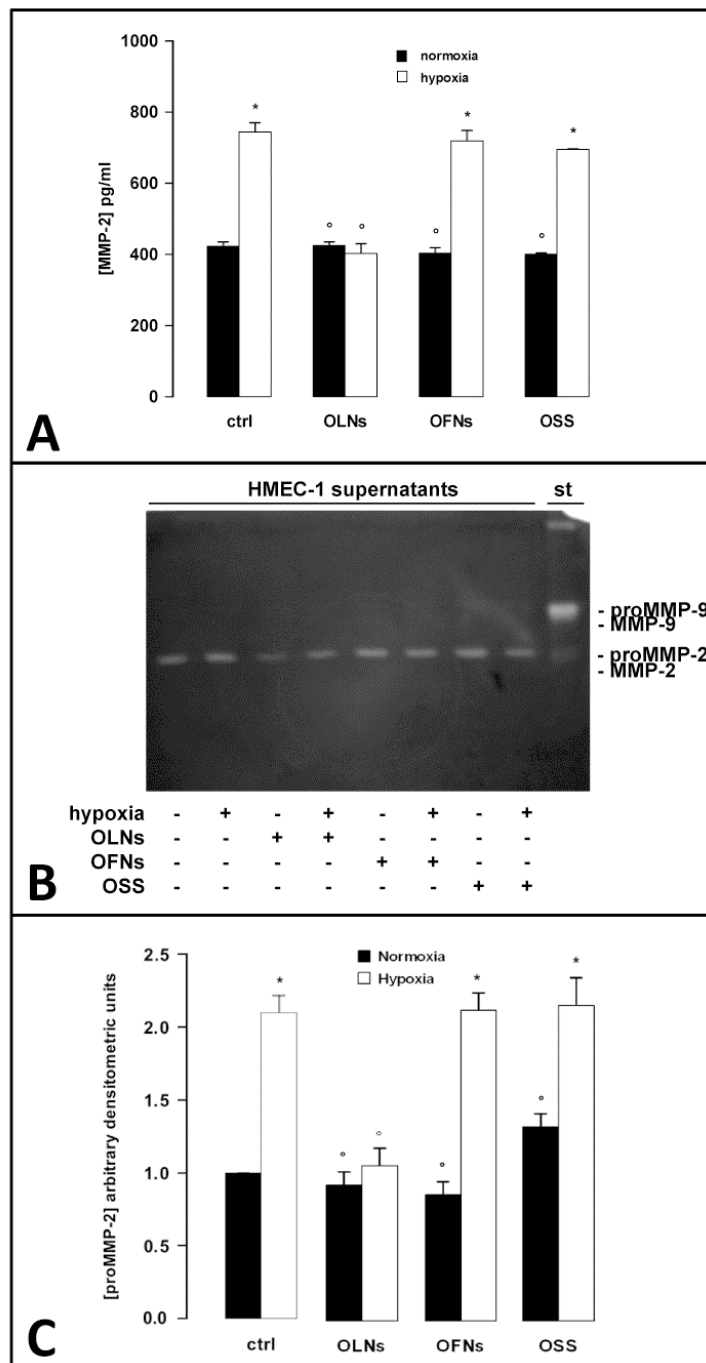 1000
800
600
400
200
0
[MMP-2] pg/ml
normoxia
hypoxia
*
*
*
° ° ° °
ctrl OLNs OFNs OSS
A
HMEC-1 supernatants st
- proMMP-9
- MMP-9
- proMMP-2
- MMP-2
hypoxia - + - + - + - +
OLNs - - + + - - - -
OFNs - - - - + + - -
OSS - - - - - - + +
B
2.5
2.0
1.5
1.0
0.5
0.0
[proMMP-2] arbitrary densitometric units
Normoxia
Hypoxia
*
*
*
° ° ° °
ctrl OLNs OFNs OSS
C